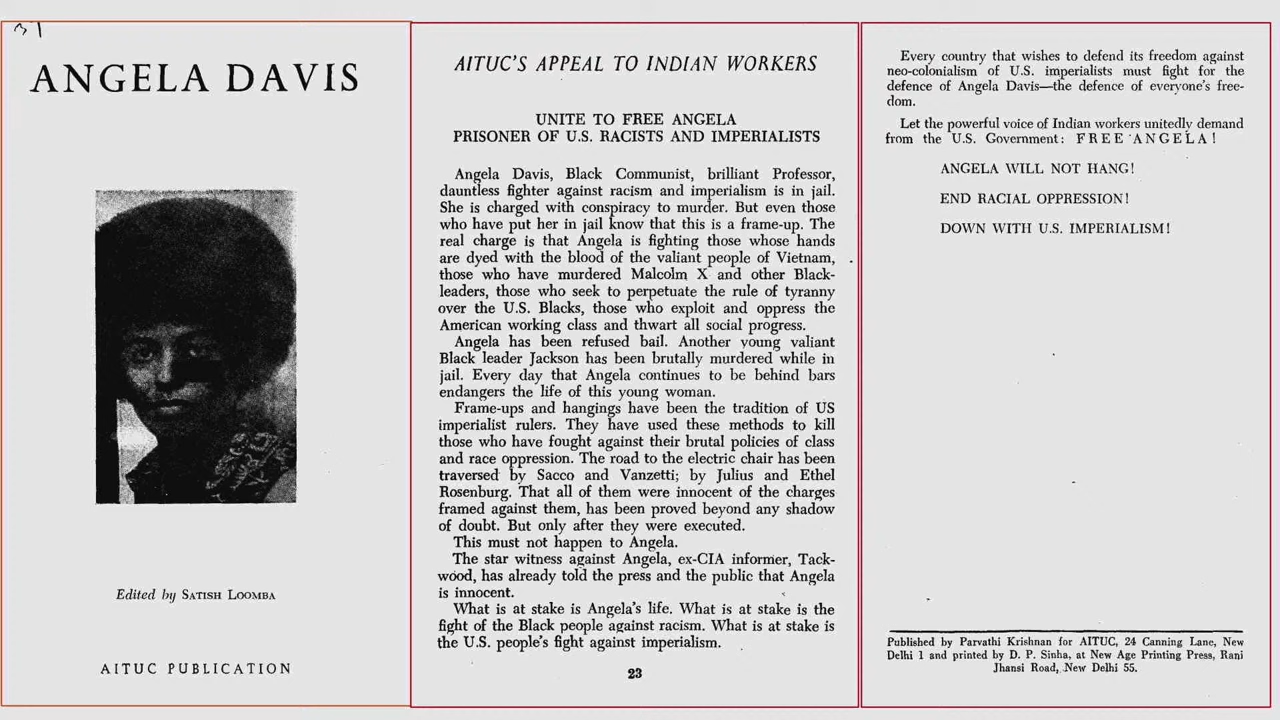 ANGELA DAVIS
Edited by SATISH LOOMBA
AITUC PUBLICATION
AITUC'S APPEAL TO INDIAN WORKERS
UNITE TO FREE ANGELA
PRISONER OF U.S. RACISTS AND IMPERIALISTS
Angela Davis, Black Communist, brilliant Professor,
dauntless fighter against racism and imperialism is in jail.
She is charged with conspiracy to murder. But even those
who have put her in jail know that this is a frame-up. The
real charge is that Angela is fighting those whose hands
are dyed with the blood of the valiant people of Vietnam,
those who have murdered Malcolm X and other Black-
leaders, those who seek to perpetuate the rule of tyranny
over the U.S. Blacks, those who exploit and oppress the
American working class and thwart all social progress.
Angela has been refused bail. Another young valiant
Black leader Jackson has been brutally murdered while in
jail. Every day that Angela continues to be behind bars
endangers the life of this young woman.
Frame-ups and hangings have been the tradition of US
imperialist rulers. They have used these methods to kill
those who have fought against their brutal policies of class
and race oppression. The road to the electric chair has been
traversed by Sacco and Vanzetti; by Julius and Ethel
Rosenburg. That all of them were innocent of the charges
framed against them, has been proved beyond any shadow
of doubt. But only after they were executed.
This must not happen to Angela.
The star witness against Angela, ex-CIA informer, Tack-
wood, has already told the press and the public that Angela
is innocent.
What is at stake is Angela's life. What is at stake is the
fight of the Black people against racism. What is at stake is
the U.S. people's fight against imperialism.
23
Every country that wishes to defend its freedom against
neo-colonialism of U.S. imperialists must fight for the
defence of Angela Davis—the defence of everyone's free-
dom.
Let the powerful voice of Indian workers unitedly demand
from the U.S. Government: FREE ANGELA!
ANGELA WILL NOT HANG!
END RACIAL OPPRESSION!
DOWN WITH U.S. IMPERIALISM!
Published by Parvathi Krishnan for AITUC, 24 Canning Lane, New
Delhi 1 and printed by D. P. Sinha, at New Age Printing Press, Rani
Jhansi Road, New Delhi 55.